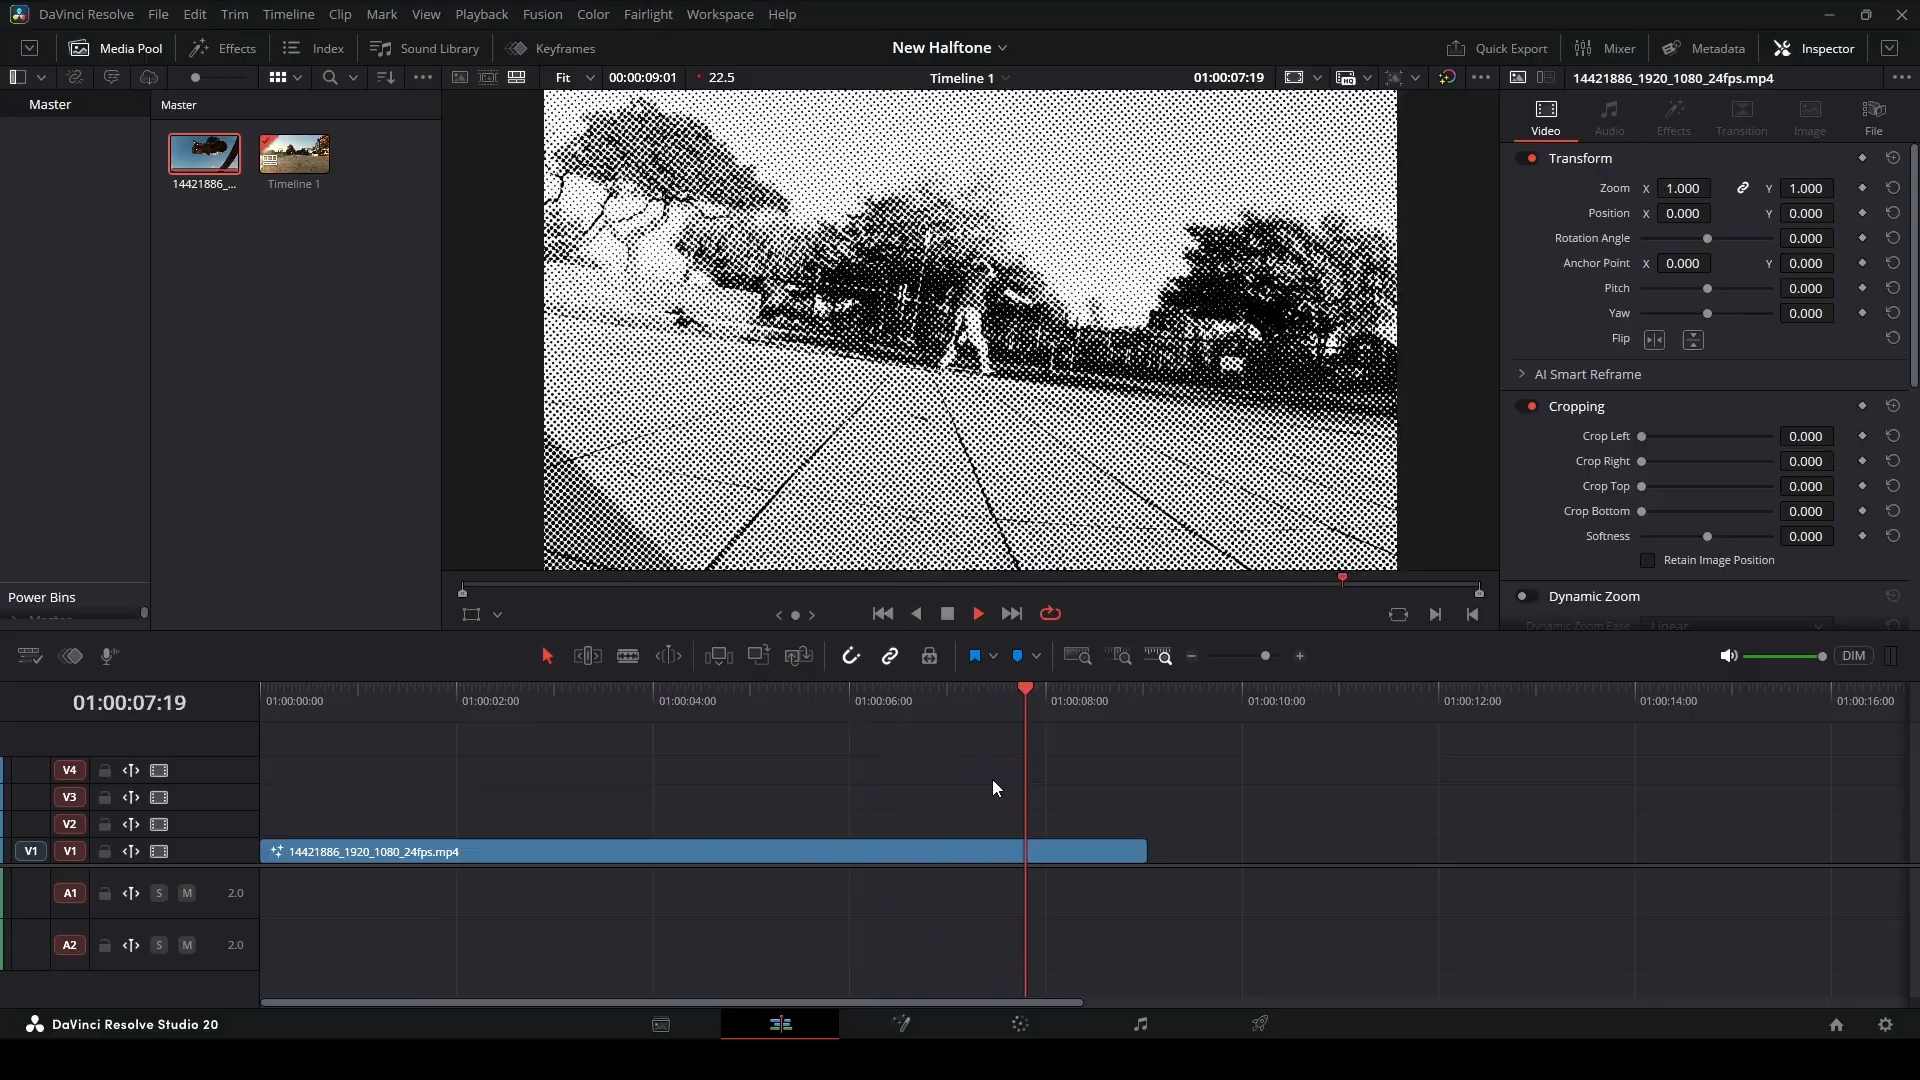 DaVinci Resolve File Edit Trim Timeline Clip Mark View Playback Fusion Color Fairlight Workspace Help
Media Pool Effects Index Sound Library Keyframes New Halftone Quick Export Mixer Metadata Inspector
Fit 00:00:09:01 22.5 Timeline 1 01:00:07:19 14421886_1920_1080_24fps.mp4
Master Master
Video Audio Effects Transition Image File
14421886_... Timeline 1
Transform
Zoom X 1.000 Y 1.000
Position X 0.000 Y 0.000
Rotation Angle 0.000
Anchor Point X 0.000 Y 0.000
Pitch 0.000
Yaw 0.000
Flip
AI Smart Reframe
Cropping
Crop Left 0.000
Crop Right 0.000
Crop Top 0.000
Crop Bottom 0.000
Softness 0.000
Retain Image Position
Power Bins
Master
Dynamic Zoom
Dynamic Zoom Ease Linear
DIM
01:00:07:19
01:00:00:00 01:00:02:00 01:00:04:00 01:00:06:00 01:00:08:00 01:00:10:00 01:00:12:00 01:00:14:00 01:00:16:00
V4
V3
V2
V1 V1 14421886_1920_1080_24fps.mp4
A1 S M 2.0
A2 S M 2.0
DaVinci Resolve Studio 20